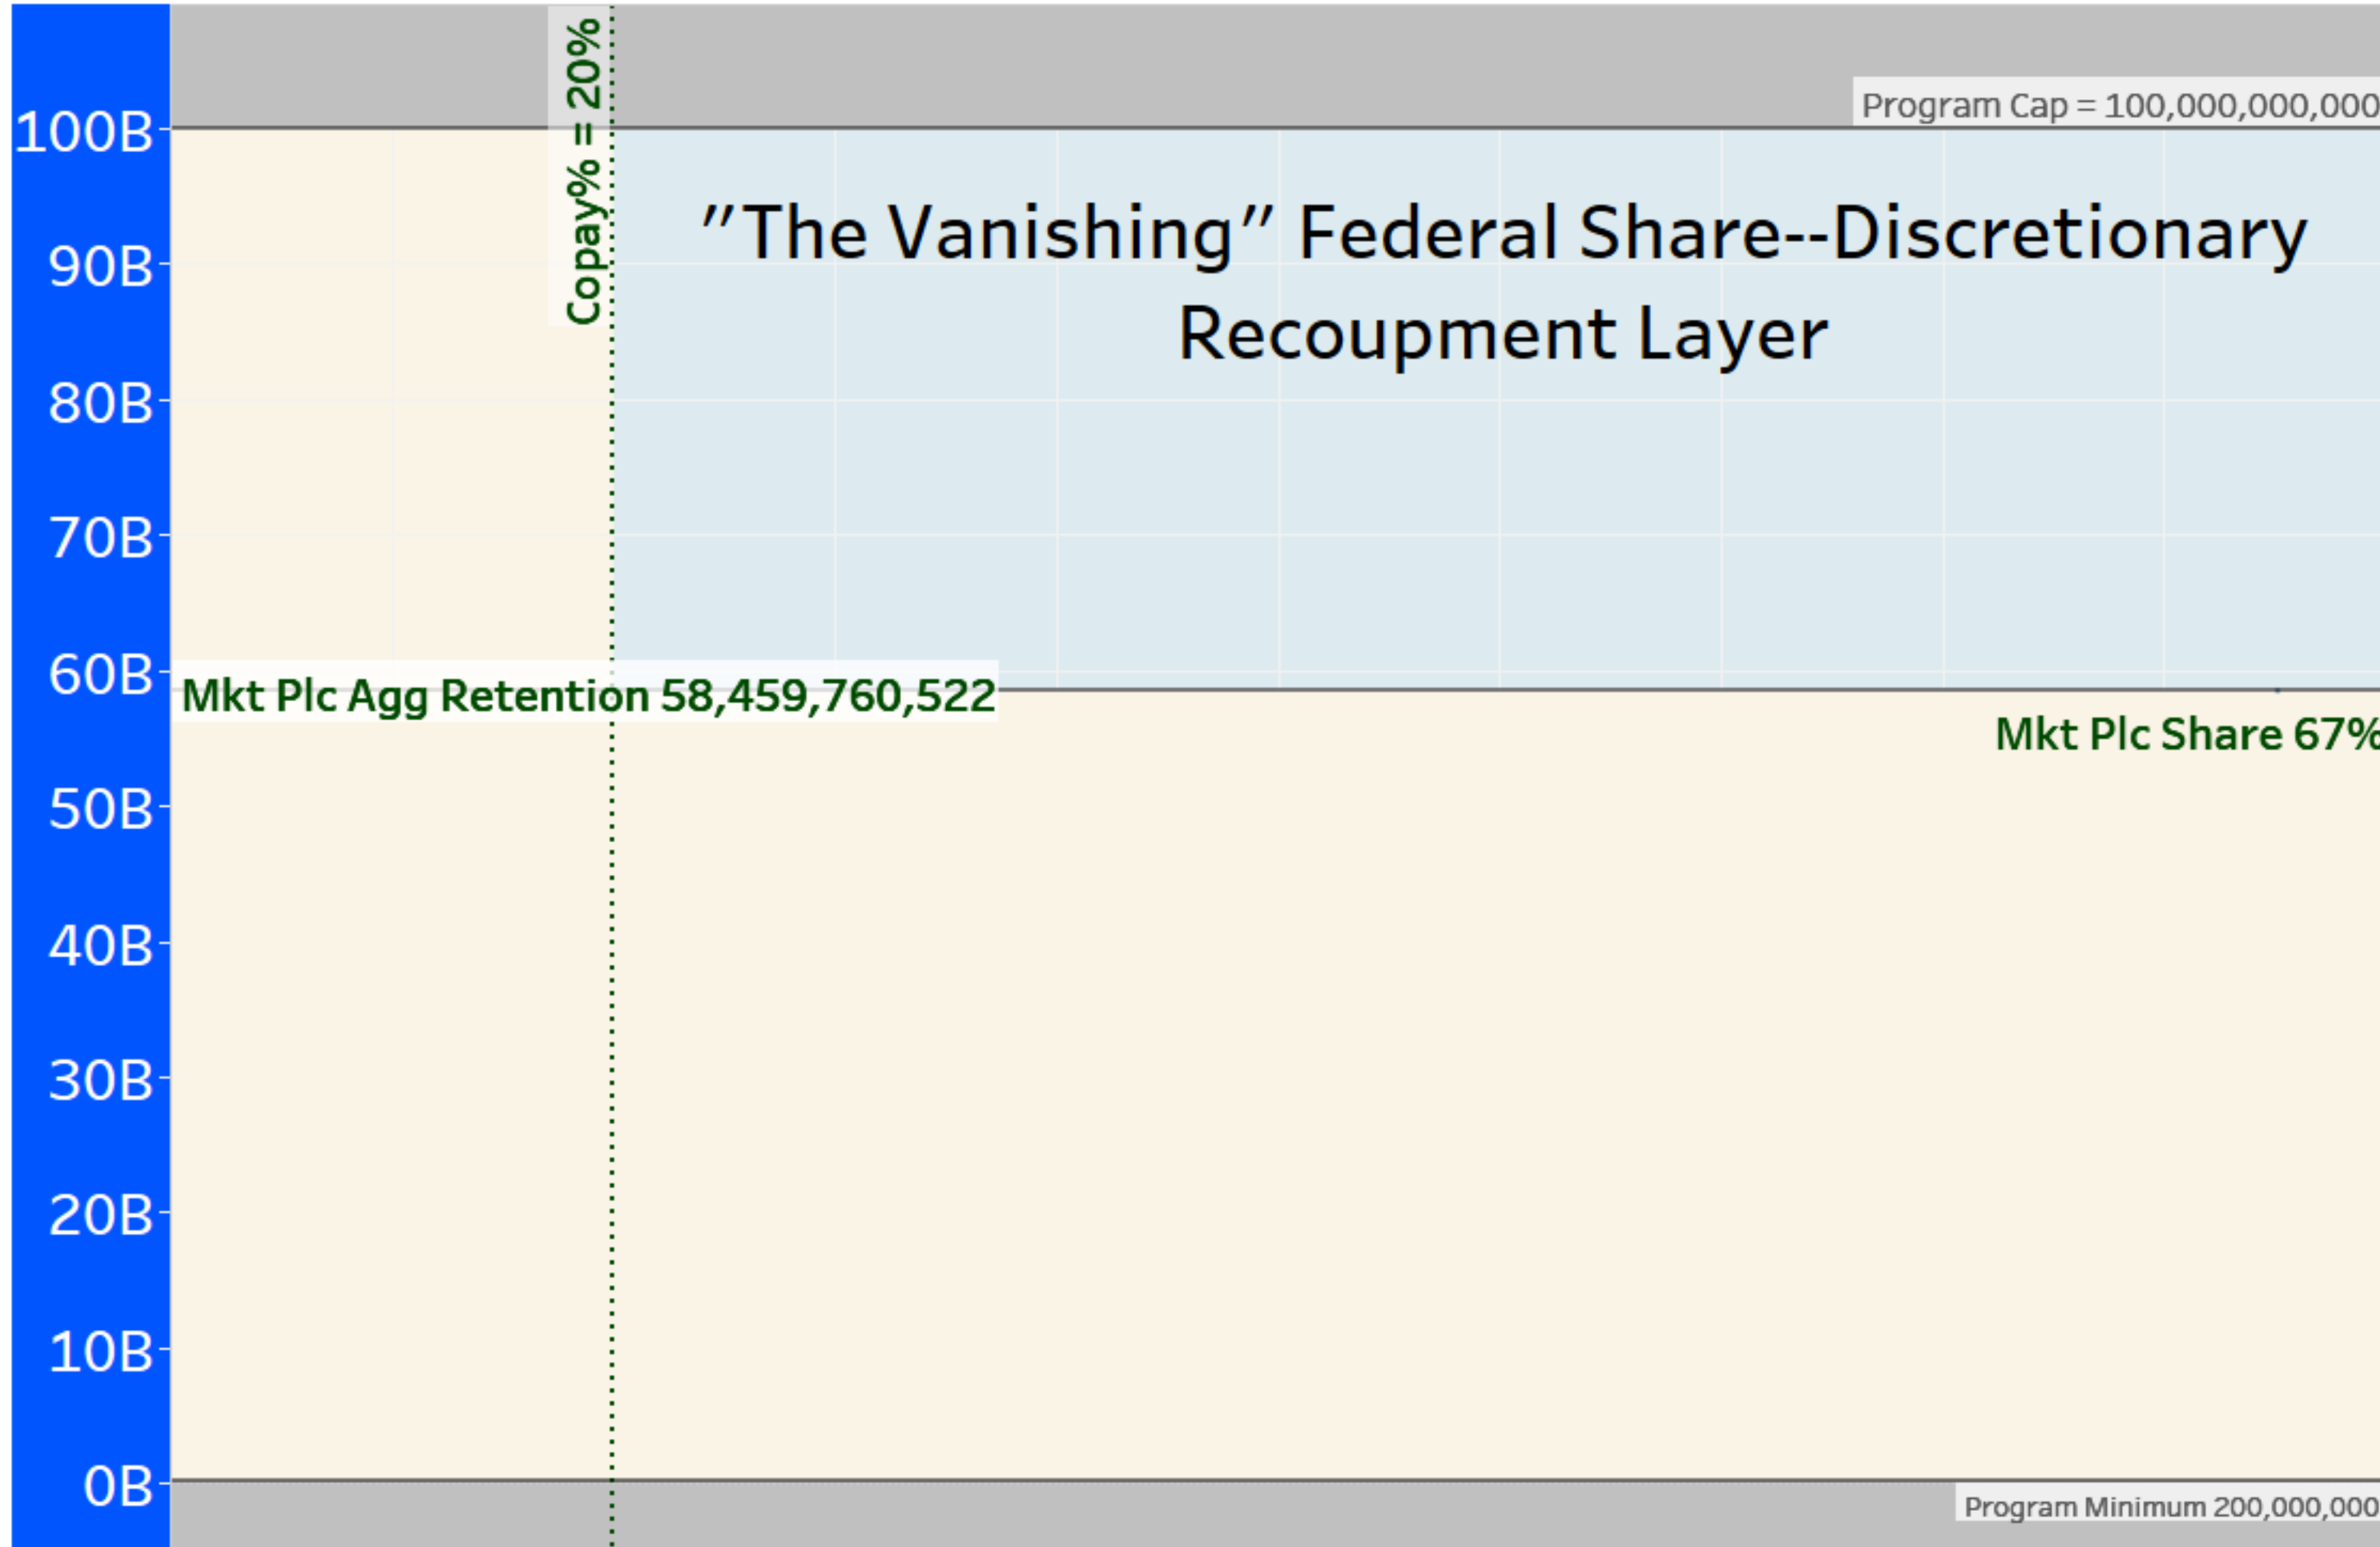 Copay% = 20%
Program Cap = 100,000,000,000
100B
"The Vanishing" Federal Share--Discretionary
Recoupment Layer
90B
80B
70B
60B
Mkt Plc Agg Retention 58,459,760,522
Mkt Plc Share 67%
50B
40B
30B
20B
10B
0B
Program Minimum 200,000,000